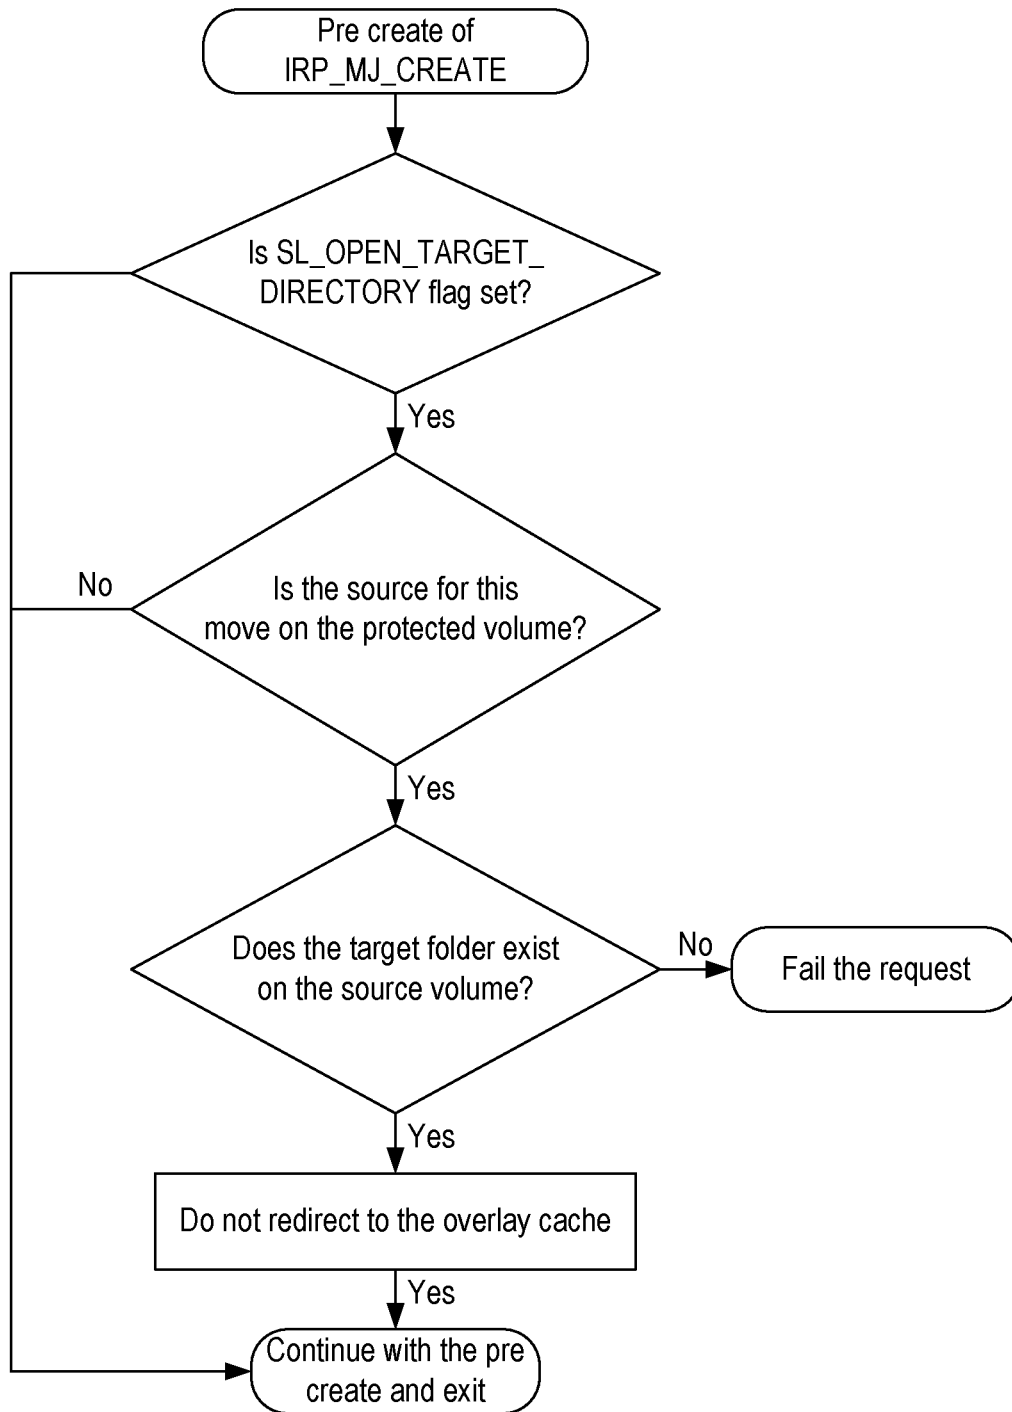 Pre create of
IRP_MJ_CREATE
Is SL_OPEN_TARGET_
DIRECTORY flag set?
Yes
No
Is the source for this
move on the protected volume?
Yes
Does the target folder exist
on the source volume?
No
Fail the request
Yes
Do not redirect to the overlay cache
Yes
Continue with the pre
create and exit